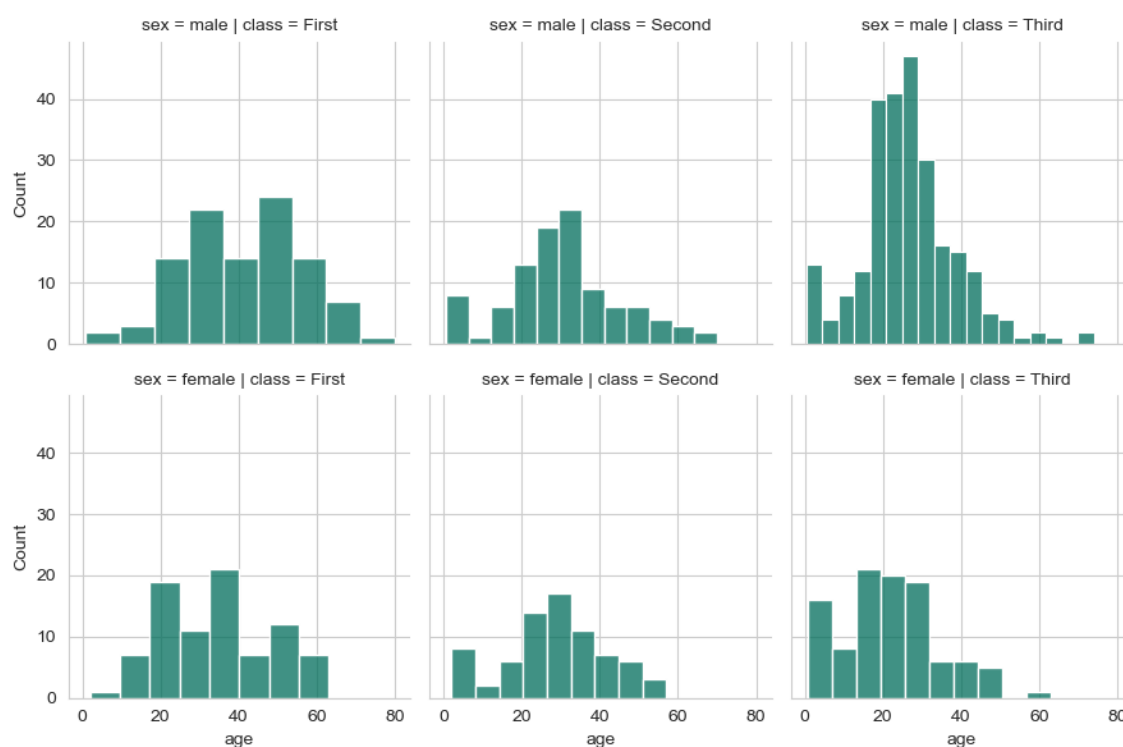 sex = male | class = First
sex = male | class = Second
sex = male | class = Third
Count
40
30
20
10
0
sex = female | class = First
sex = female | class = Second
sex = female | class = Third
Count
40
30
20
10
0
0 20 40 60 80
0 20 40 60 80
0 20 40 60 80
age
age
age